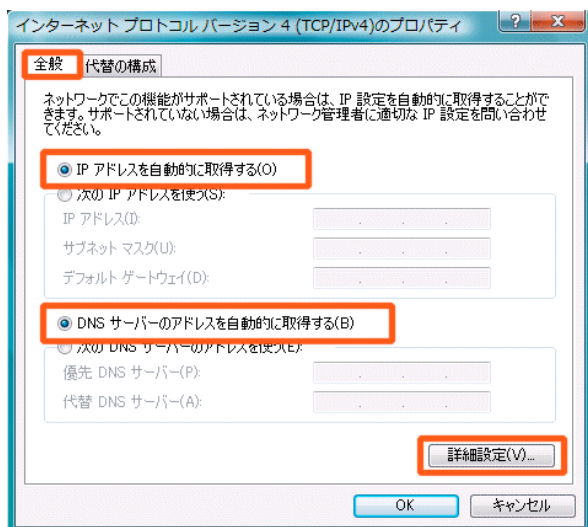 インターネット プロトコル バージョン 4 (TCP/IPv4)のプロパティ
全般
代替の構成
ネットワークでこの機能がサポートされている場合は、IP 設定を自動的に取得することがで
きます。サポートされていない場合は、ネットワーク管理者に適切な IP 設定を問い合わせ
てください。
IP アドレスを自動的に取得する(O)
次の IP アドレスを使う(S):
IP アドレス(I):
サブネット マスク(U):
デフォルト ゲートウェイ(D):
DNS サーバーのアドレスを自動的に取得する(B)
次の DNS サーバーのアドレスを使う(E):
優先 DNS サーバー(P):
代替 DNS サーバー(A):
詳細設定(V)...
OK
キャンセル